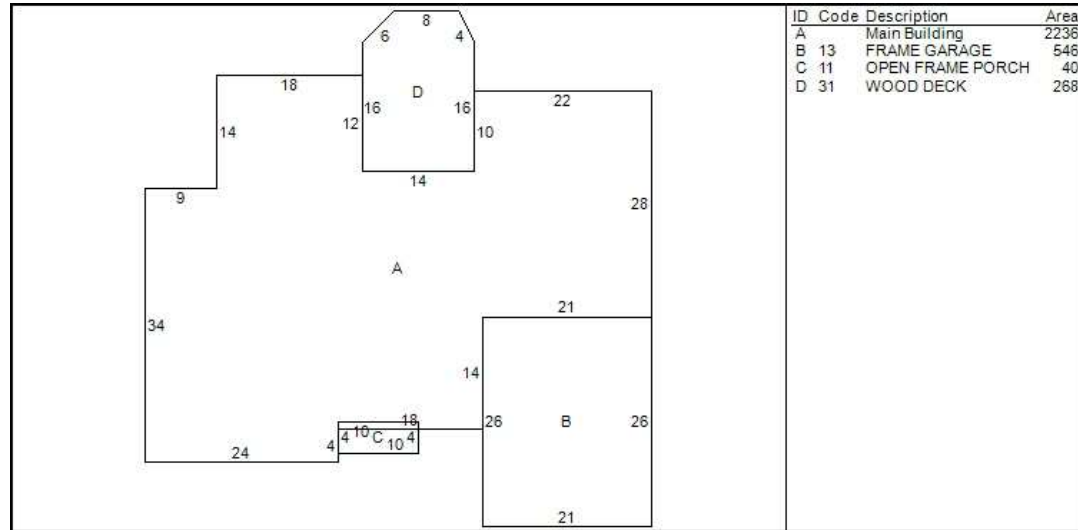 8
6 4
ID Code Description Area
A Main Building 2236
B 13 FRAME GARAGE 546
C 11 OPEN FRAME PORCH 40
D 31 WOOD DECK 268
18
D
22
16 16
12 10
14
14
9
28
A
21
34
14
18
26 B 26
4 10 C 4
4 10
24
21